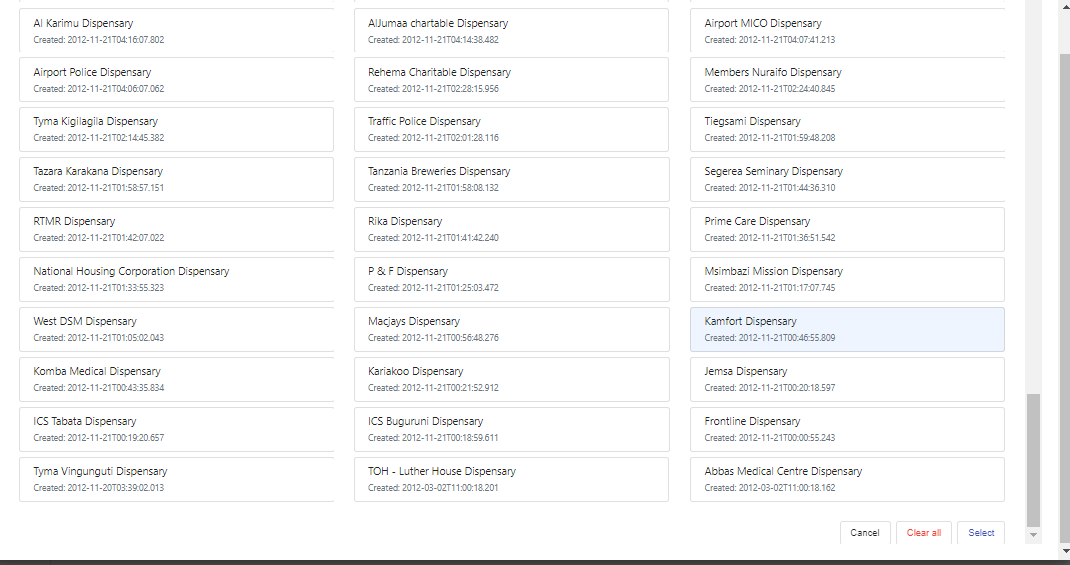 Al Karimu Dispensary
Created: 2012-11-21T04:16:07.802
AlJumaa chartable Dispensary
Created: 2012-11-21T04:14:38.482
Airport MICO Dispensary
Created: 2012-11-21T04:07:41.213
Airport Police Dispensary
Created: 2012-11-21T04:06:07.062
Rehema Charitable Dispensary
Created: 2012-11-21T02:28:15.956
Members Nuraifo Dispensary
Created: 2012-11-21T02:24:40.845
Tyma Kigilagila Dispensary
Created: 2012-11-21T02:14:45.382
Traffic Police Dispensary
Created: 2012-11-21T02:01:28.116
Tiegsami Dispensary
Created: 2012-11-21T01:59:48.208
Tazara Karakana Dispensary
Created: 2012-11-21T01:58:57.151
Tanzania Breweries Dispensary
Created: 2012-11-21T01:58:08.132
Segerea Seminary Dispensary
Created: 2012-11-21T01:44:36.310
RTMR Dispensary
Created: 2012-11-21T01:42:07.022
Rika Dispensary
Created: 2012-11-21T01:41:42.240
Prime Care Dispensary
Created: 2012-11-21T01:36:51.542
National Housing Corporation Dispensary
Created: 2012-11-21T01:33:55.323
P & F Dispensary
Created: 2012-11-21T01:25:03.472
Msimbazi Mission Dispensary
Created: 2012-11-21T01:17:07.745
West DSM Dispensary
Created: 2012-11-21T01:05:02.043
Macjays Dispensary
Created: 2012-11-21T00:56:48.276
Kamfort Dispensary
Created: 2012-11-21T00:46:55.809
Komba Medical Dispensary
Created: 2012-11-21T00:43:35.834
Kariakoo Dispensary
Created: 2012-11-21T00:21:52.912
Jemsa Dispensary
Created: 2012-11-21T00:20:18.597
ICS Tabata Dispensary
Created: 2012-11-21T00:19:20.657
ICS Buguruni Dispensary
Created: 2012-11-21T00:18:59.611
Frontline Dispensary
Created: 2012-11-21T00:00:55.243
Tyma Vingunguti Dispensary
Created: 2012-11-20T03:39:02.013
TOH - Luther House Dispensary
Created: 2012-03-02T11:00:18.201
Abbas Medical Centre Dispensary
Created: 2012-03-02T11:00:18.162
Cancel
Clear all
Select